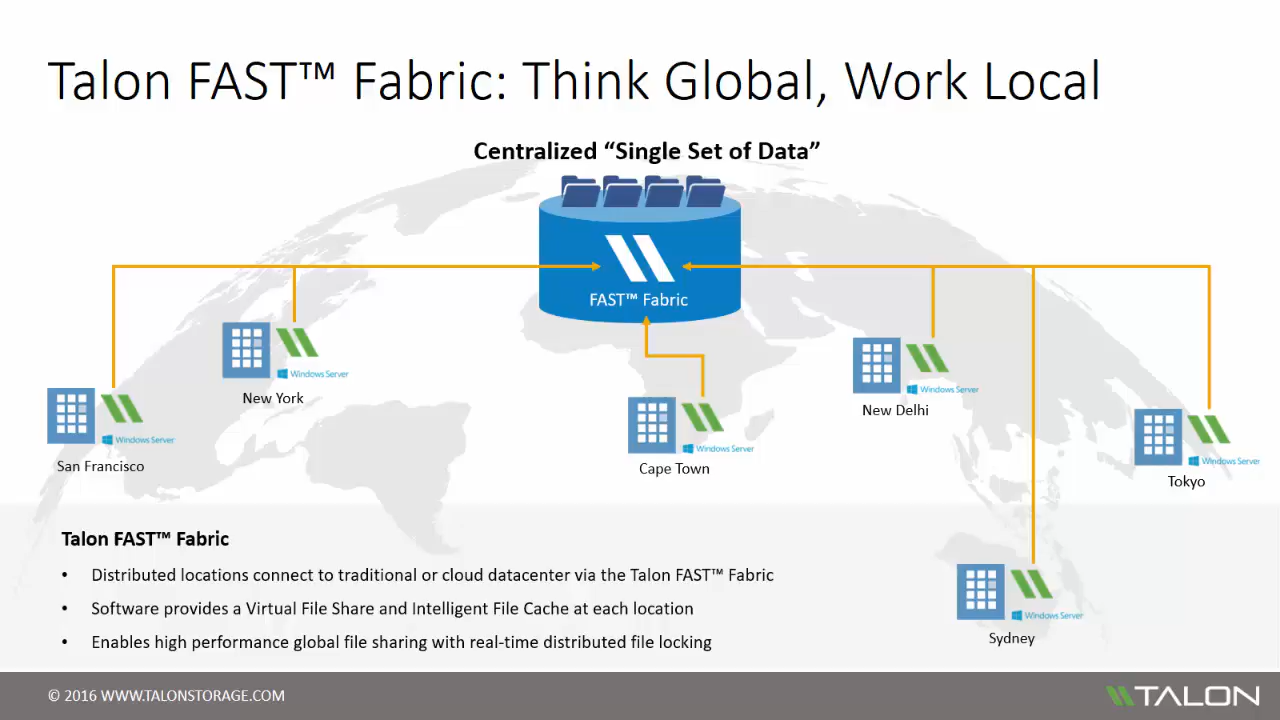 Talon FAST™ Fabric: Think Global, Work Local
Centralized “Single Set of Data”
FAST™ Fabric
Windows Server
New York
Windows Server
San Francisco
Windows Server
Cape Town
Windows Server
New Delhi
Windows Server
Tokyo
Windows Server
Sydney
Talon FAST™ Fabric
• Distributed locations connect to traditional or cloud datacenter via the Talon FAST™ Fabric
• Software provides a Virtual File Share and Intelligent File Cache at each location
• Enables high performance global file sharing with real-time distributed file locking
© 2016 WWW.TALONSTORAGE.COM
TALON